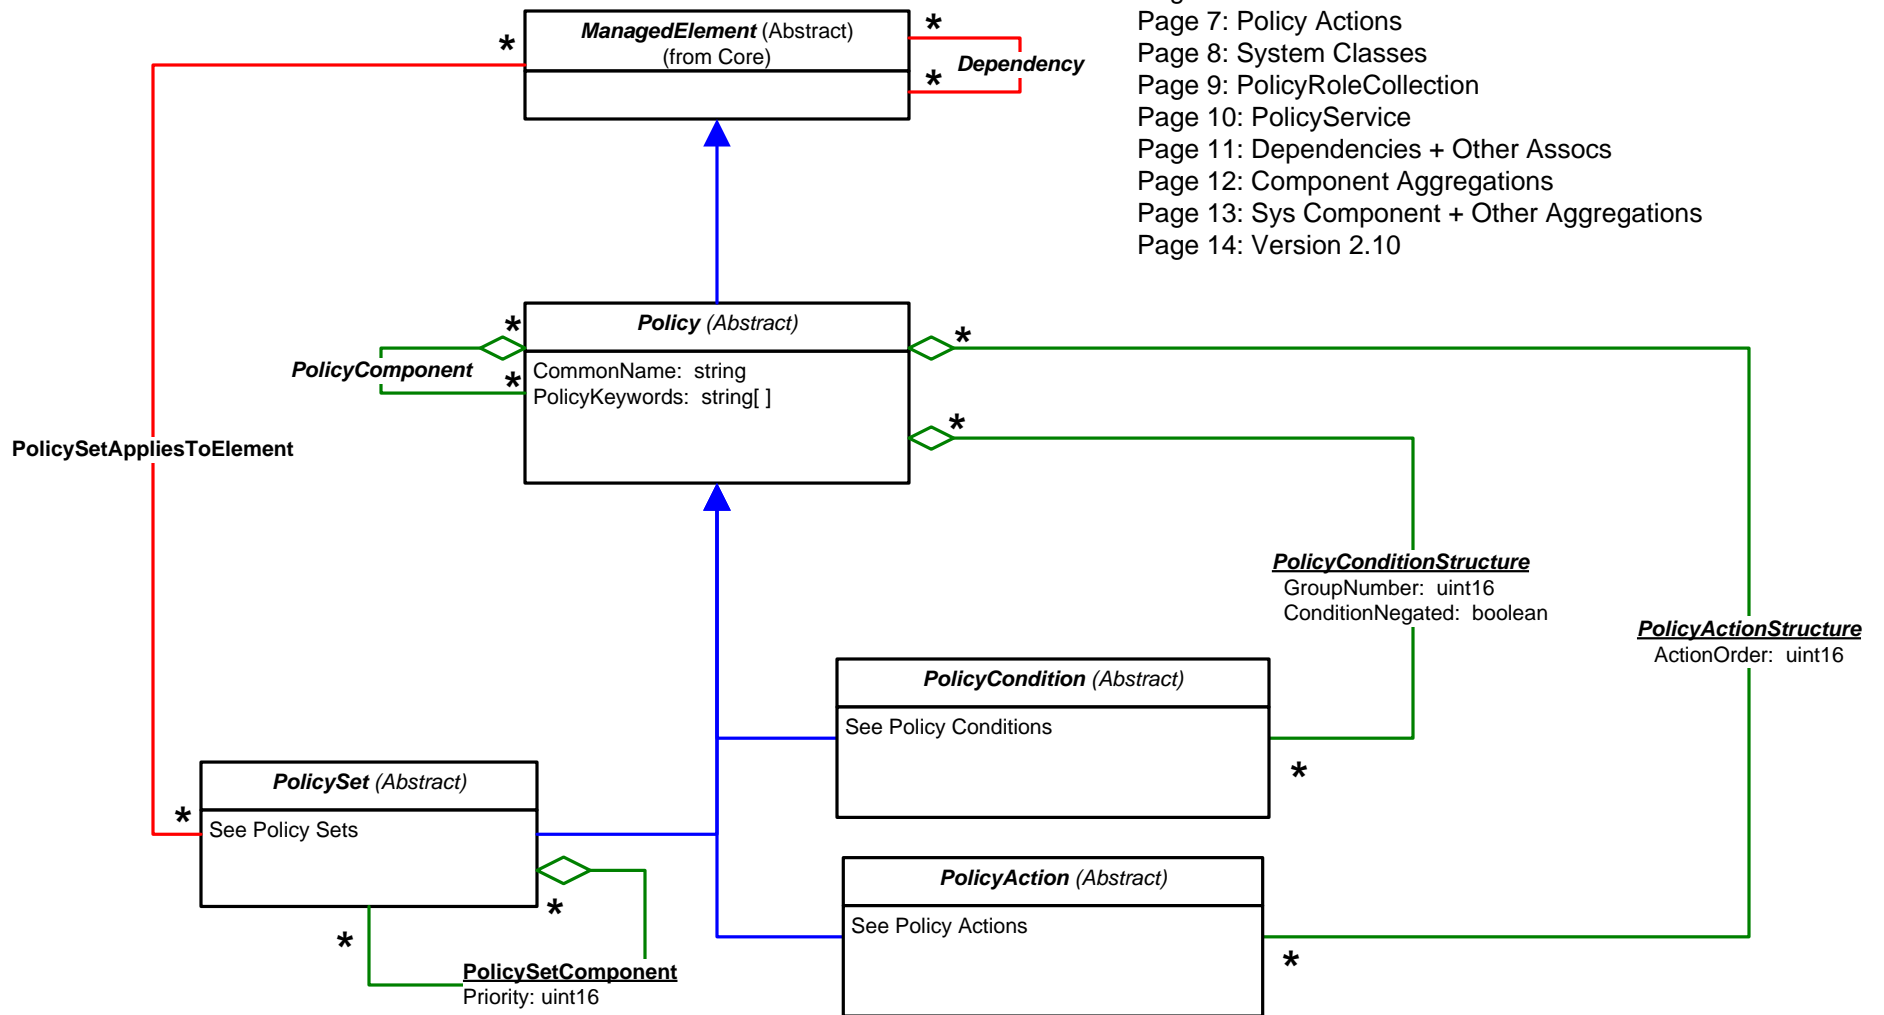 Page 7: Policy Actions
Page 8: System Classes
Page 9: PolicyRoleCollection
Page 10: PolicyService
Page 11: Dependencies + Other Assocs
Page 12: Component Aggregations
Page 13: Sys Component + Other Aggregations
Page 14: Version 2.10
ManagedElement (Abstract)
(from Core)
*
*
*
Dependency
Policy (Abstract)
CommonName: string
PolicyKeywords: string[ ]
*
*
PolicyComponent
*
*
PolicySetAppliesToElement
PolicyConditionStructure
GroupNumber: uint16
ConditionNegated: boolean
PolicyActionStructure
ActionOrder: uint16
PolicyCondition (Abstract)
See Policy Conditions
*
PolicySet (Abstract)
See Policy Sets
*
*
*
PolicySetComponent
Priority: uint16
PolicyAction (Abstract)
See Policy Actions
*